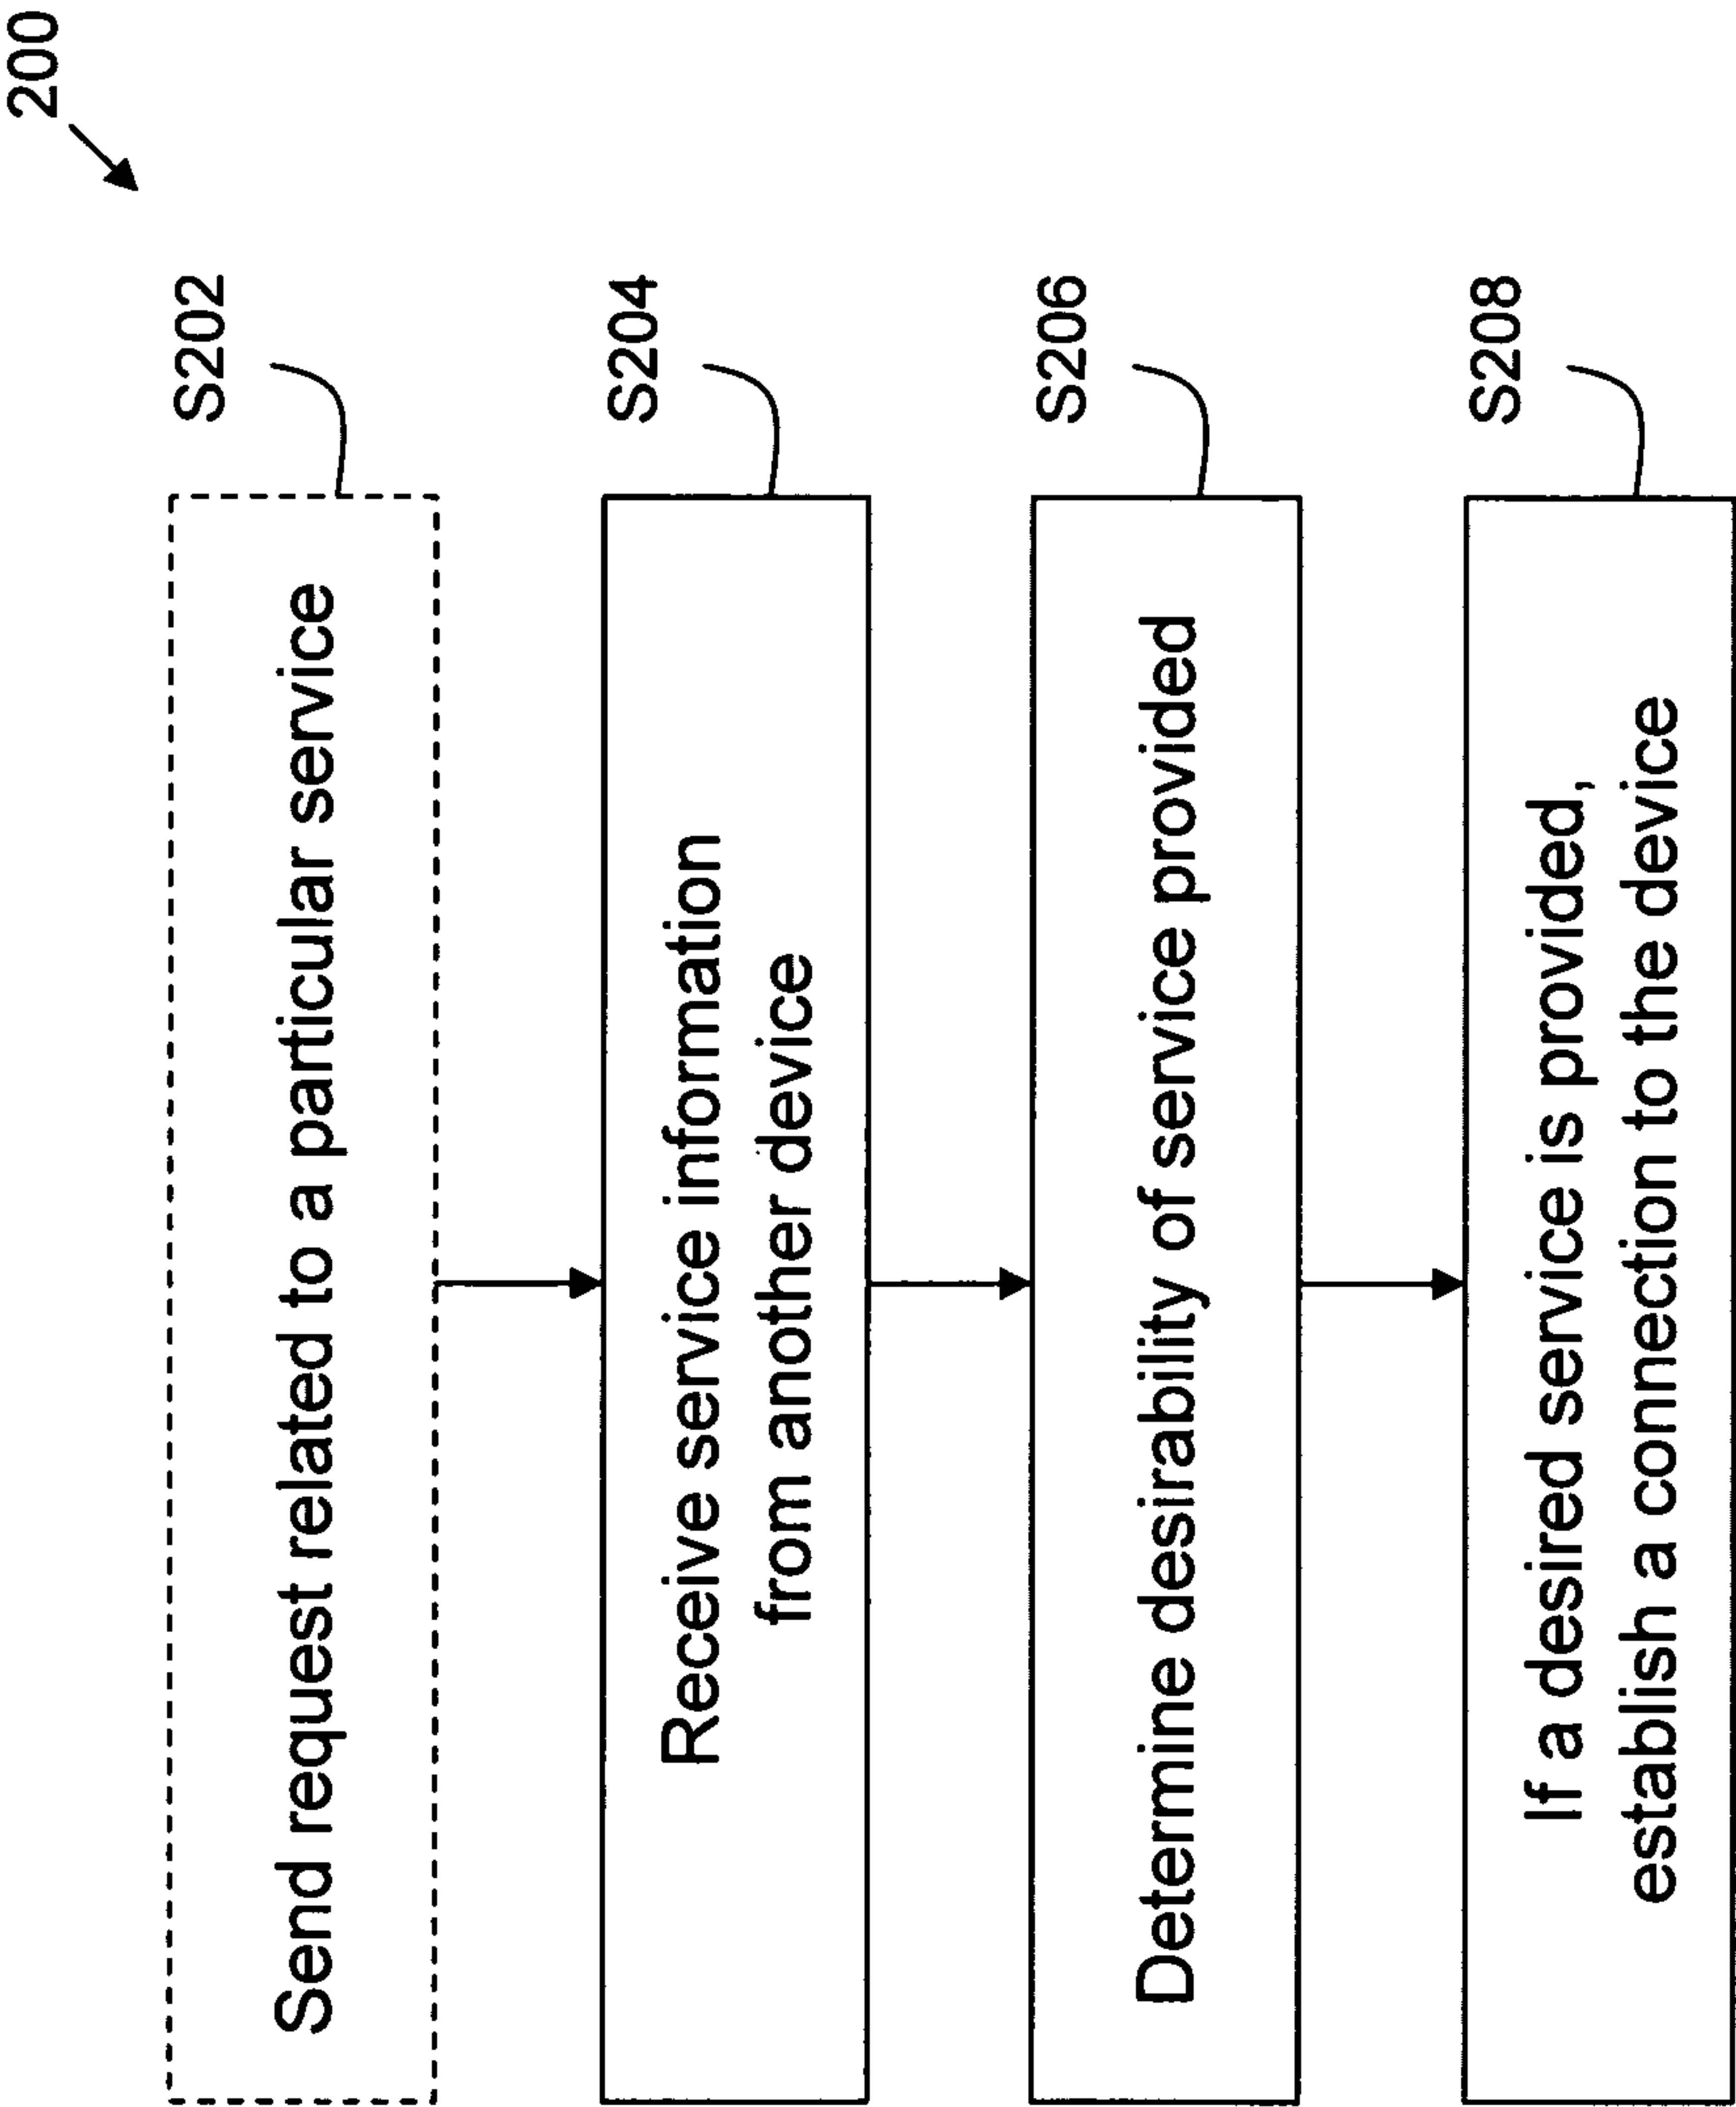 200
S202
Send request related to a particular service
S204
Receive service information
from another device
S206
Determine desirability of service provided
S208
If a desired service is provided,
establish a connection to the device